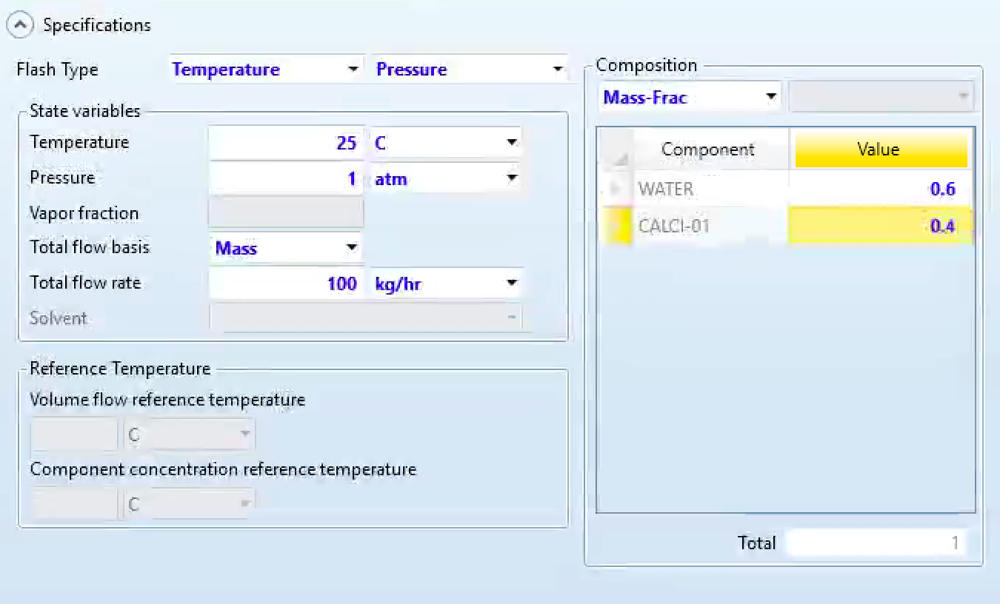 Specifications
Flash Type Temperature Pressure
State variables
Temperature 25 C
Pressure 1 atm
Vapor fraction
Total flow basis Mass
Total flow rate 100 kg/hr
Solvent
Reference Temperature
Volume flow reference temperature
C
Component concentration reference temperature
C
Composition
Mass-Frac
Component Value
WATER 0.6
CALCI-01 0.4
Total 1